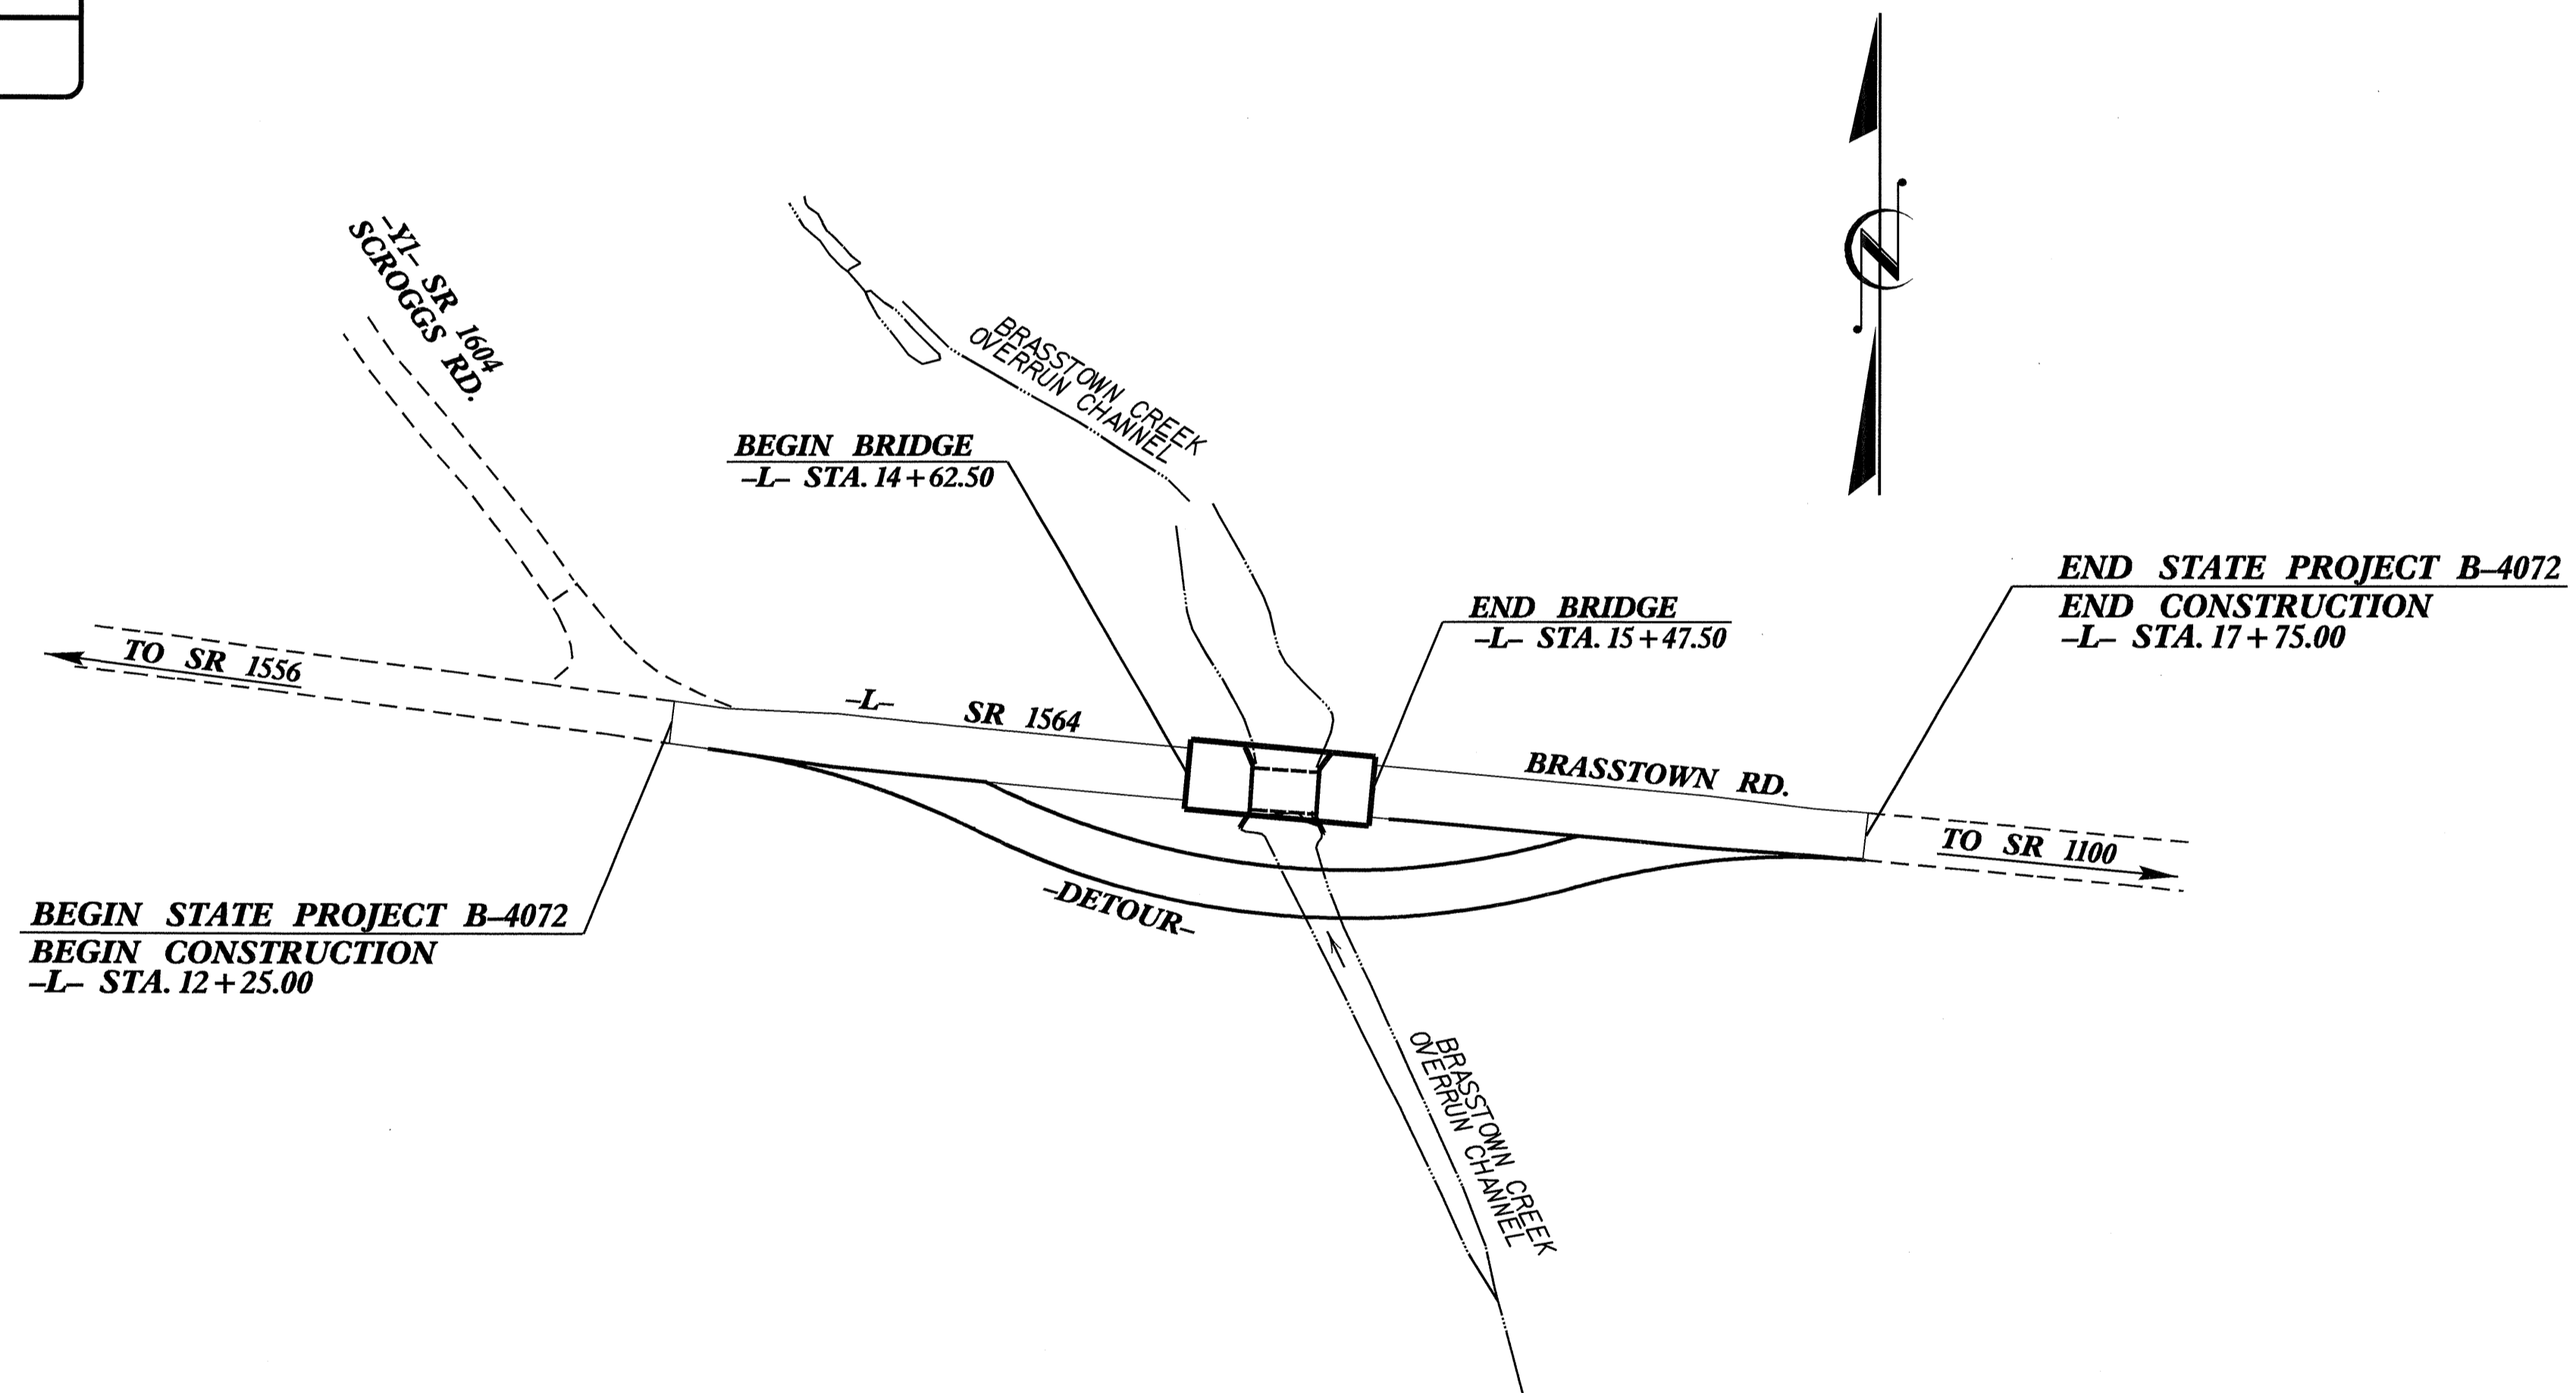 -Y1- SR 1604
SCROGGS RD.
BRASSTOWN CREEK
OVERRUN CHANNEL
BEGIN BRIDGE
-L- STA. 14+62.50
N
END STATE PROJECT B-4072
END CONSTRUCTION
-L- STA. 17+75.00
END BRIDGE
-L- STA. 15+47.50
TO SR 1556
-L- SR 1564
BRASSTOWN RD.
TO SR 1100
-DETOUR-
BEGIN STATE PROJECT B-4072
BEGIN CONSTRUCTION
-L- STA. 12+25.00
BRASSTOWN CREEK
OVERRUN CHANNEL